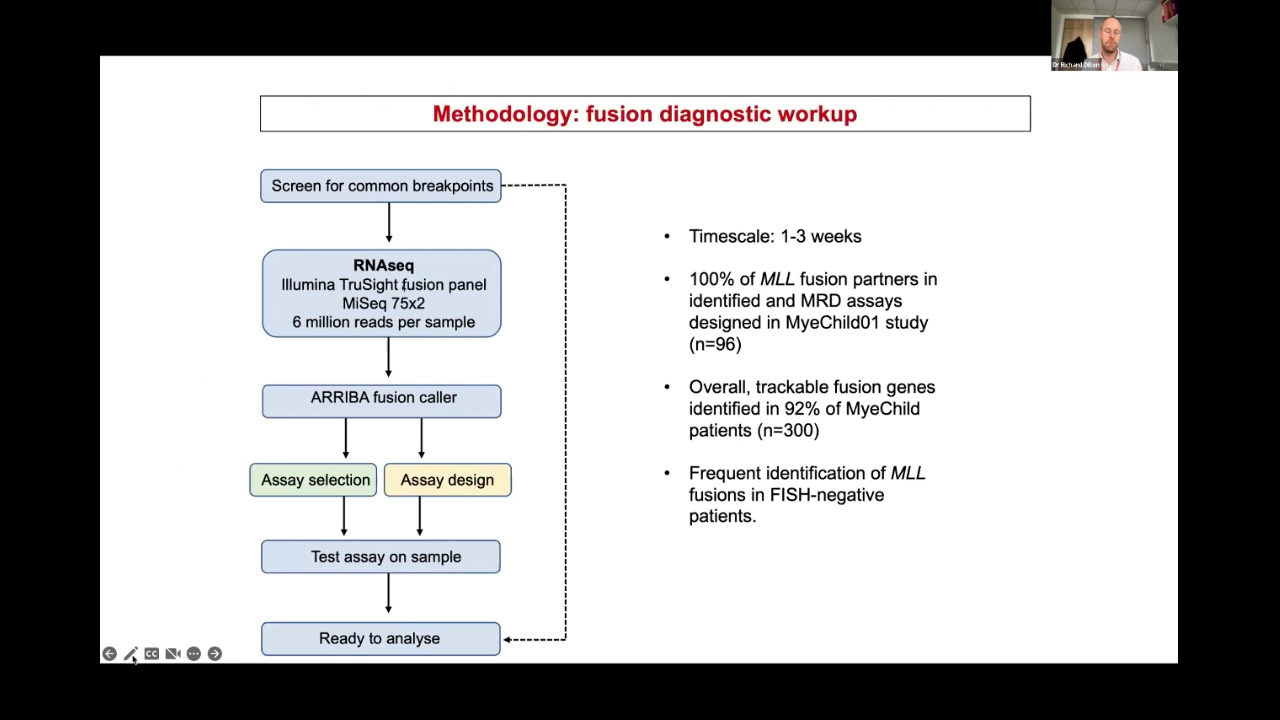 Dr Richard Dillon
Methodology: fusion diagnostic workup
Screen for common breakpoints
RNAseq
Illumina TruSight fusion panel
MiSeq 75x2
6 million reads per sample
ARRIBA fusion caller
Assay selection
Assay design
Test assay on sample
Ready to analyse
• Timescale: 1-3 weeks
• 100% of MLL fusion partners in
identified and MRD assays
designed in MyeChild01 study
(n=96)
• Overall, trackable fusion genes
identified in 92% of MyeChild
patients (n=300)
• Frequent identification of MLL
fusions in FISH-negative
patients.
CC